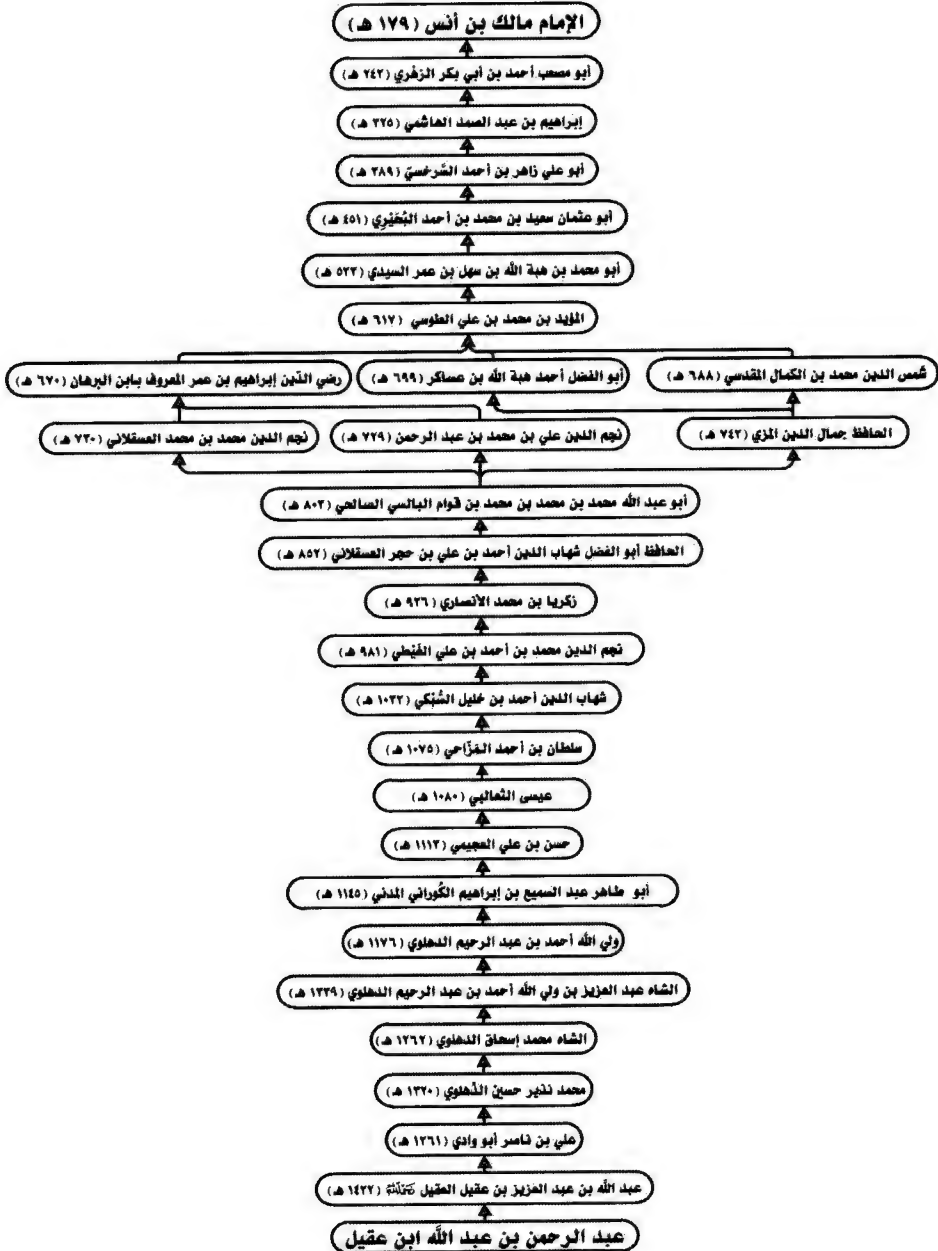 الإمام مالك بن أنس (١٧٩ هـ)
أبو مصعب أحمد بن أبي بكر الزهري (٢٤٢ هـ)
إبراهيم بن عبد الصمد الهاشمي (٣٢٥ هـ)
أبو علي زاهر بن أحمد السَّرخسيّ (٣٨٩ هـ)
أبو عثمان سعيد بن محمد بن أحمد البُحَيْرِي (٤٥١ هـ)
أبو محمد بن هبة الله بن سهل بن عمر السيدي (٥٣٣ هـ)
المؤيد بن محمد بن علي الطوسي (٦١٧ هـ)
شمس الدين محمد بن الكمال المقدسي (٦٨٨ هـ) أبو الفضل أحمد هبة الله بن عساكر (٦٩٩ هـ) رضي الدّين إبراهيم بن عمر المعروف بابن البرهان (٦٧٠ هـ)
الحافظ جمال الدين المزي (٧٤٢ هـ) نجم الدين علي بن محمد بن عبد الرحمن (٧٢٩ هـ) نجم الدين محمد بن محمد العسقلاني (٧٣٠ هـ)
أبو عبد الله محمد بن محمد بن محمد بن قوام البالسي الصالحي (٨٠٣ هـ)
الحافظ أبو الفضل شهاب الدين أحمد بن علي بن حجر العسقلاني (٨٥٢ هـ)
زكريا بن محمد الأنصاري (٩٢٦ هـ)
نجم الدين محمد بن أحمد بن علي الغَيْطي (٩٨١ هـ)
شهاب الدين أحمد بن خليل السُّبْكي (١٠٣٢ هـ)
سلطان بن أحمد المَزّاحي (١٠٧٥ هـ)
عيسى الثعالبي (١٠٨٠ هـ)
حسن بن علي العجيمي (١١١٣ هـ)
أبو طاهر عبد السميع بن إبراهيم الكُوراني المدني (١١٤٥ هـ)
ولي الله أحمد بن عبد الرحيم الدهلوي (١١٧٦ هـ)
الشاه عبد العزيز بن ولي الله أحمد بن عبد الرحيم الدهلوي (١٢٣٩ هـ)
الشاه محمد إسحاق الدهلوي (١٢٦٢ هـ)
محمد نذير حسين الدِّهلوي (١٣٢٠ هـ)
علي بن ناصر أبو وادي (١٣٦١ هـ)
عبد الله بن عبد العزيز بن عقيل العقيل رَحِمَهُ اللهُ (١٤٣٢ هـ)
عبد الرحمن بن عبد الله ابن عقيل